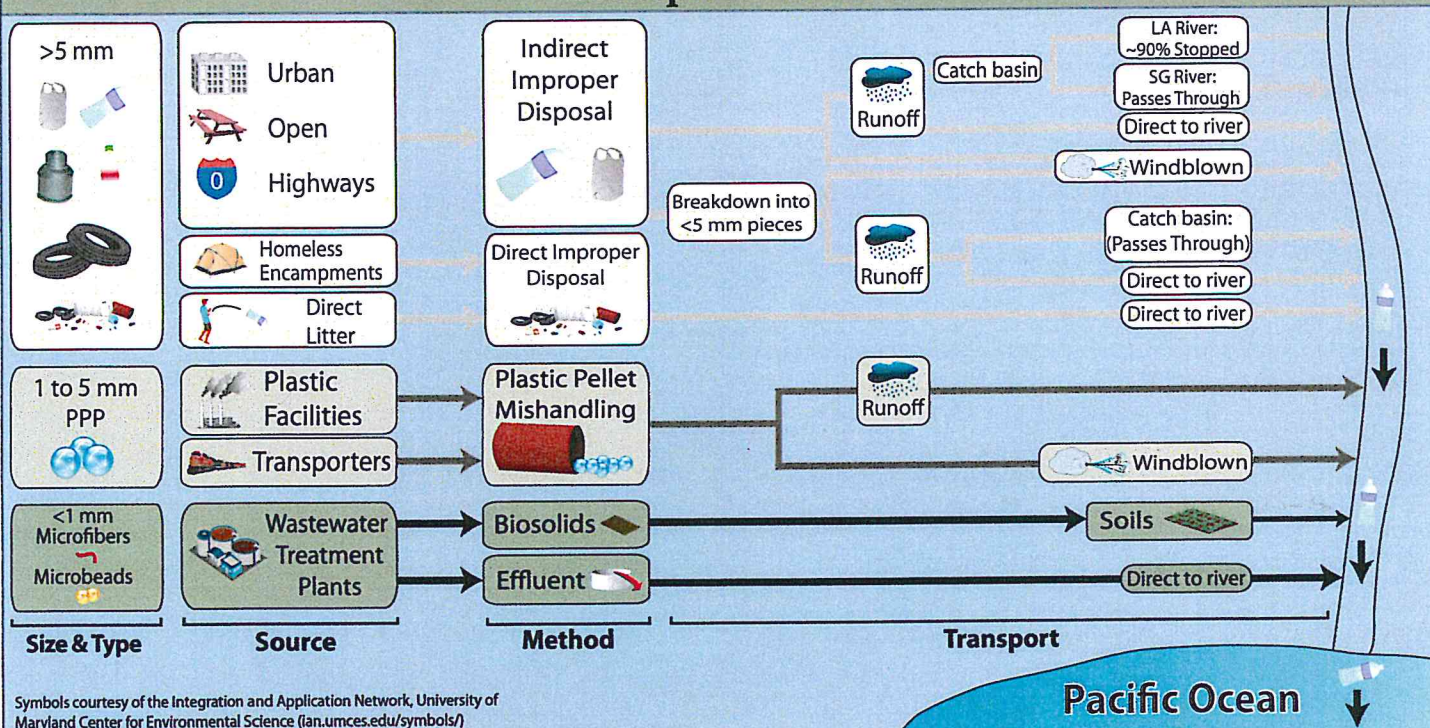 >5 mm
Urban
Open
0
Highways
Homeless
Encampments
Direct
Litter
Indirect
Improper
Disposal
Direct Improper
Disposal
Breakdown into
<5 mm pieces
Runoff
Catch basin
LA River:
~90% Stopped
SG River:
Passes Through
Direct to river
Windblown
Runoff
Catch basin:
(Passes Through)
Direct to river
Direct to river
1 to 5 mm
PPP
Plastic
Facilities
Transporters
Plastic Pellet
Mishandling
Runoff
Windblown
<1 mm
Microfibers
Microbeads
Wastewater
Treatment
Plants
Biosolids
Effluent
Soils
Direct to river
Size & Type
Source
Method
Transport
Pacific Ocean
Symbols courtesy of the Integration and Application Network, University of
Maryland Center for Environmental Science (ian.umces.edu/symbols/)